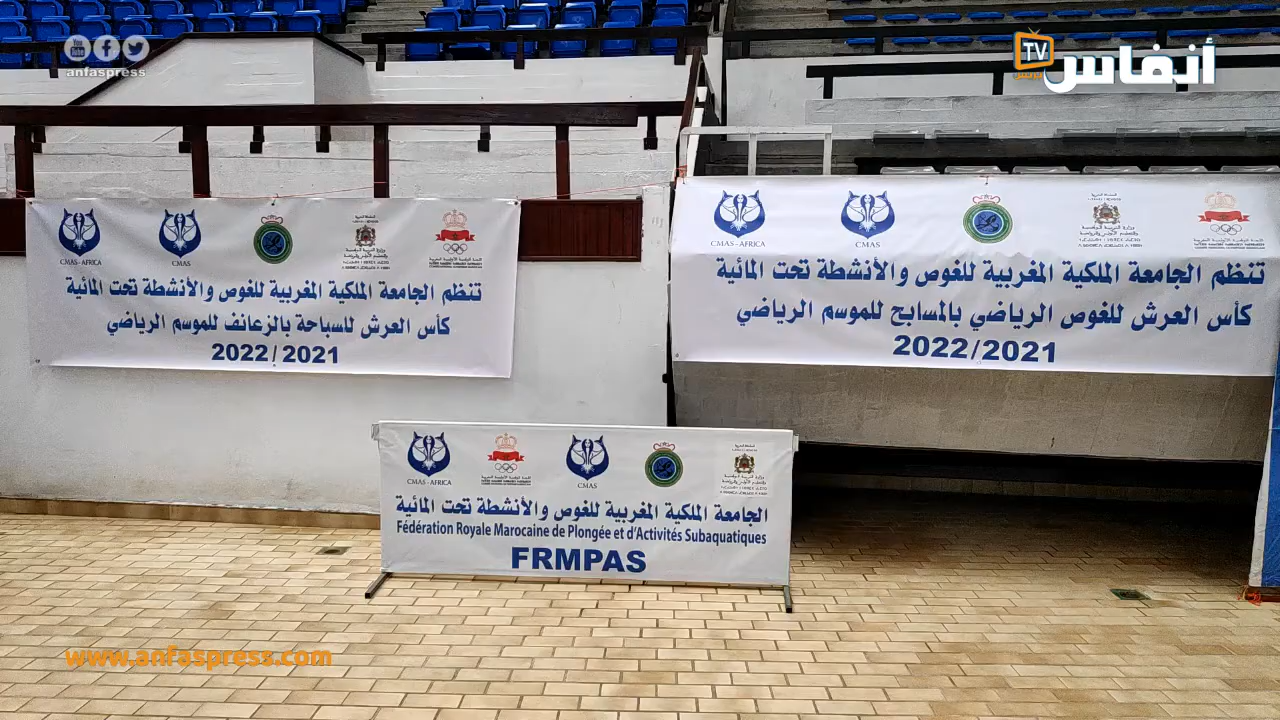 anfaspress
TV
أنفاس
بريس
CMAS - AFRICA
CMAS
تنظم الجامعة الملكية المغربية للغوص والأنشطة تحت المائية
كأس العرش للسباحة بالزعانف للموسم الرياضي
2022/2021
CMAS - AFRICA
CMAS
تنظم الجامعة الملكية المغربية للغوص والأنشطة تحت المائية
كأس العرش للغوص الرياضي بالمسابح للموسم الرياضي
2022/2021
CMAS - AFRICA
CMAS
الجامعة الملكية المغربية للغوص والأنشطة تحت المائية
Fédération Royale Marocaine de Plongée et d'Activités Subaquatiques
FRMPAS
www.anfaspress.com